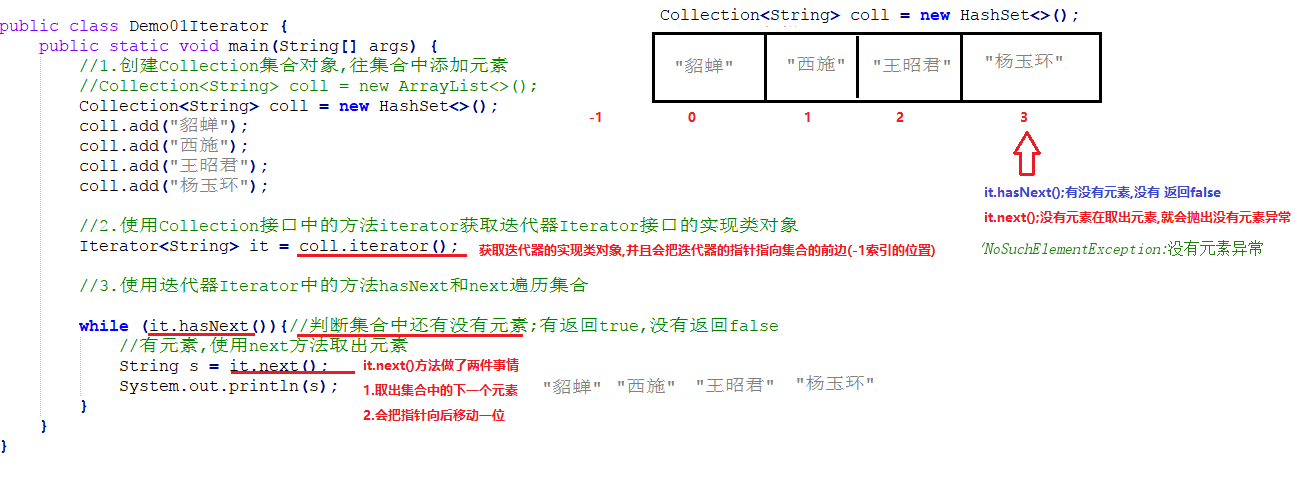 public class Demo01Iterator {
public static void main(String[] args) {
//1.创建Collection集合对象,往集合中添加元素
//Collection<String> coll = new ArrayList<>();
Collection<String> coll = new HashSet<>();
coll.add("貂蝉");
coll.add("西施");
coll.add("王昭君");
coll.add("杨玉环");
//2.使用Collection接口中的方法iterator获取迭代器Iterator接口的实现类对象
Iterator<String> it = coll.iterator(); 获取迭代器的实现类对象,并且会把迭代器的指针指向集合的前边(-1索引的位置)
//3.使用迭代器Iterator中的方法hasNext和next遍历集合
while (it.hasNext()){//判断集合中还有没有元素;有返回true,没有返回false
//有元素,使用next方法取出元素
String s = it.next();
System.out.println(s);
}
}
}
it.next()方法做了两件事情
1.取出集合中的下一个元素
2.会把指针向后移动一位
"貂蝉" "西施" "王昭君" "杨玉环"
Collection<String> coll = new HashSet<>();
"貂蝉" "西施" "王昭君" "杨玉环"
-1 0 1 2 3
it.hasNext();有没有元素,没有 返回false
it.next();没有元素在取出元素,就会抛出没有元素异常
NoSuchElementException:没有元素异常